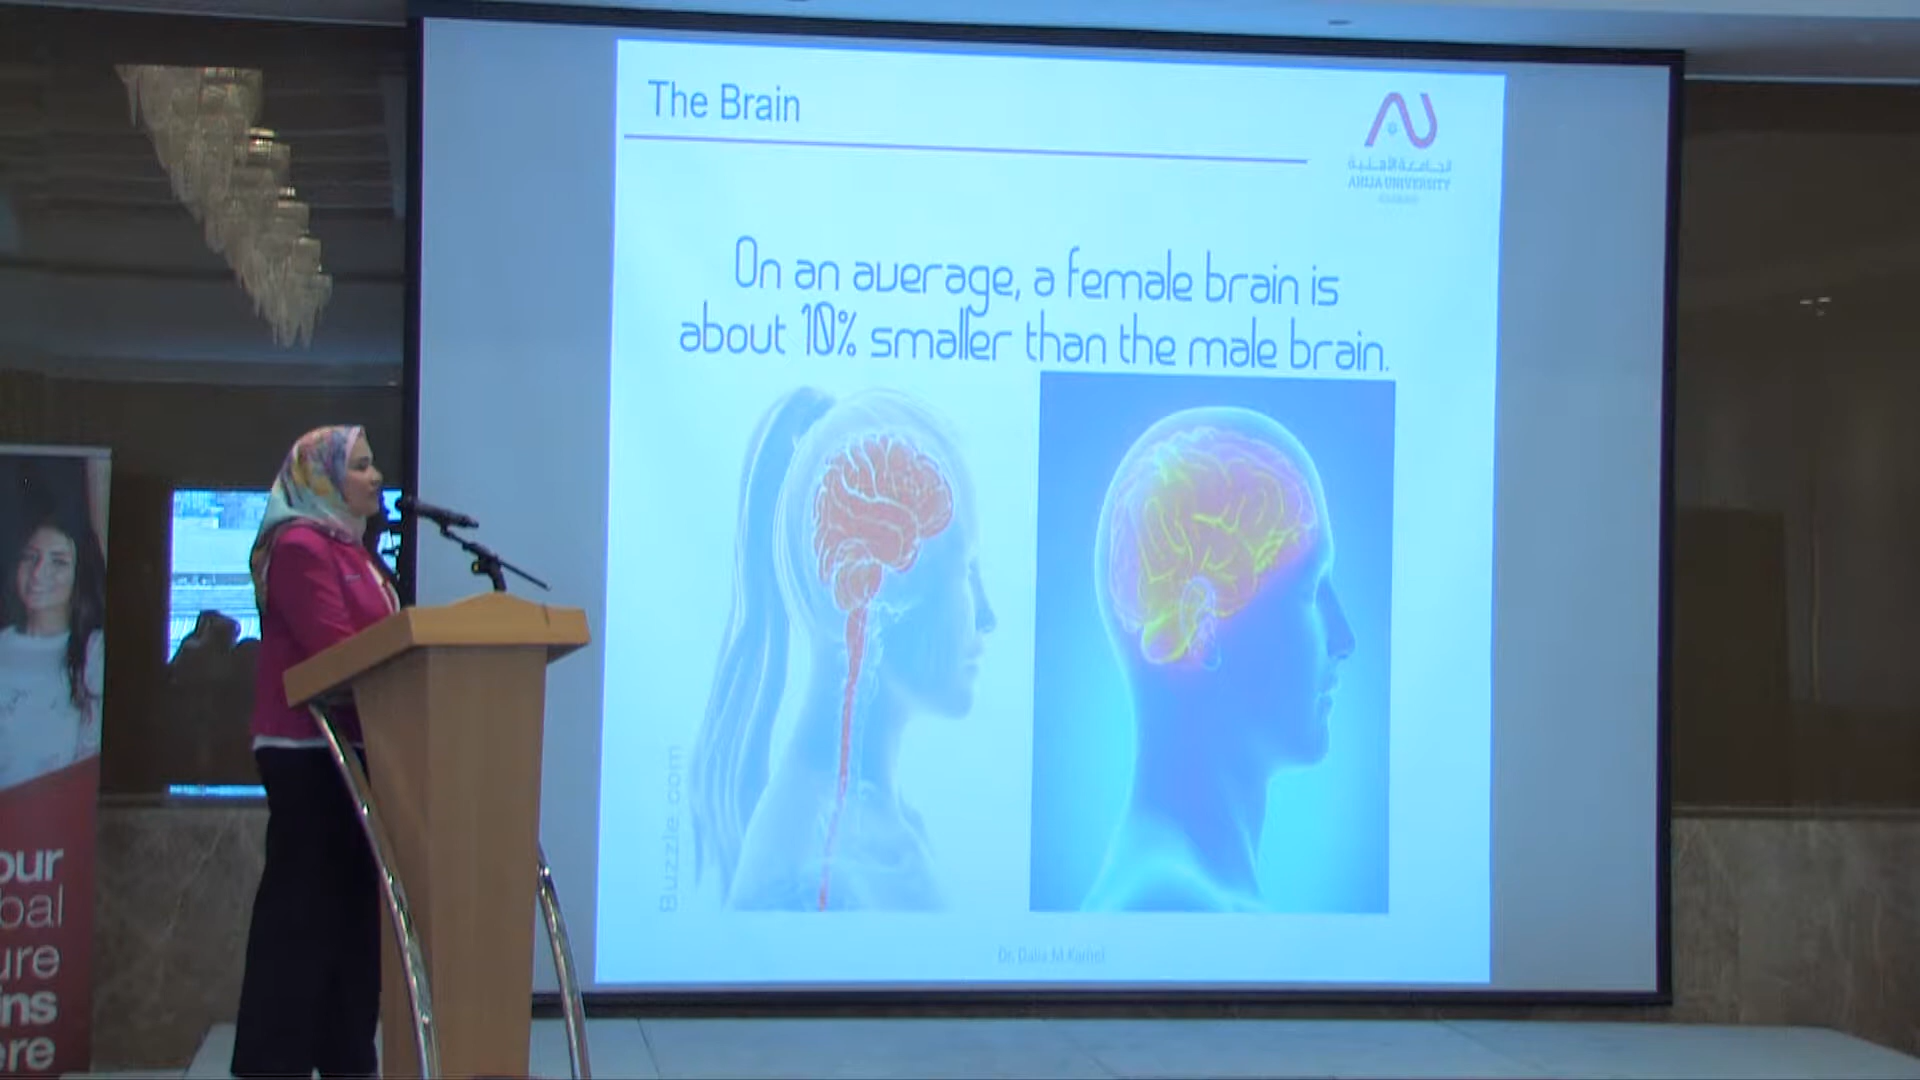 The Brain
الجامعة الأهلية
AHLIA UNIVERSITY
On an average, a female brain is
about 10% smaller than the male brain.
Buzzle.com
Dr. Dalia M Kamel
our
bal
ure
ins
ere